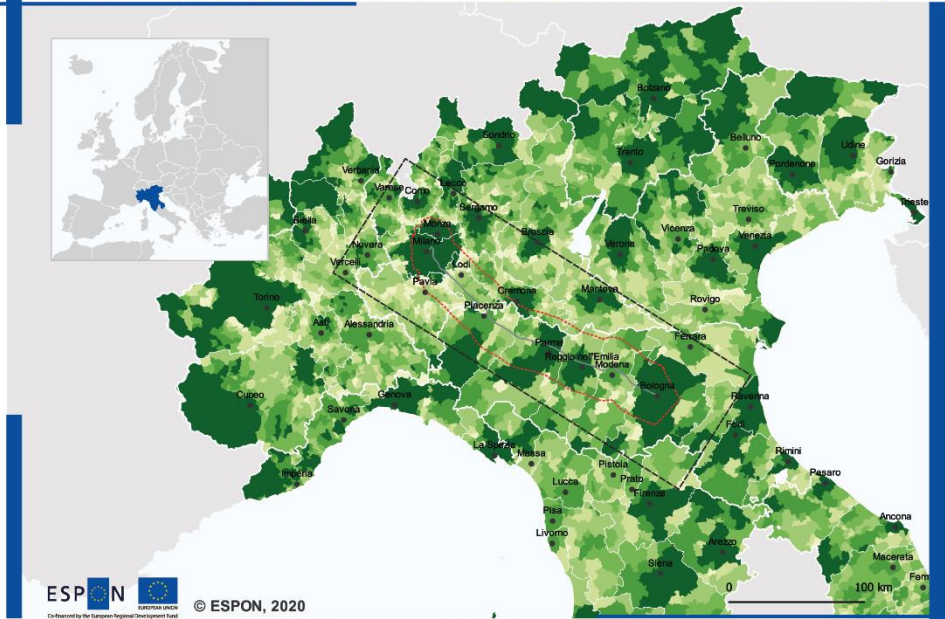 Bolzano
Sondrio
Trento
Belluno
Udine
Pordenone
Gorizia
Verbania
Varese
Como
Lecco
Bergamo
Trieste
Biella
Monza
Milano
Brescia
Treviso
Vicenza
Verona
Padova
Venezia
Novara
Vercelli
Lodi
Pavia
Cremona
Mantova
Rovigo
Torino
Piacenza
Asti
Alessandria
Parma
Ferrara
Reggio nell'Emilia
Modena
Bologna
Cuneo
Genova
Savona
Ravenna
Forlì
La Spezia
Massa
Rimini
Imperia
Pistoia
Prato
Pesaro
Lucca
Firenze
Pisa
Livorno
Ancona
Arezzo
Macerata
Siena
Ferm
0
100 km
ESPON
EUROPEAN UNION
© ESPON, 2020
Co-financed by the European Regional Development Fund